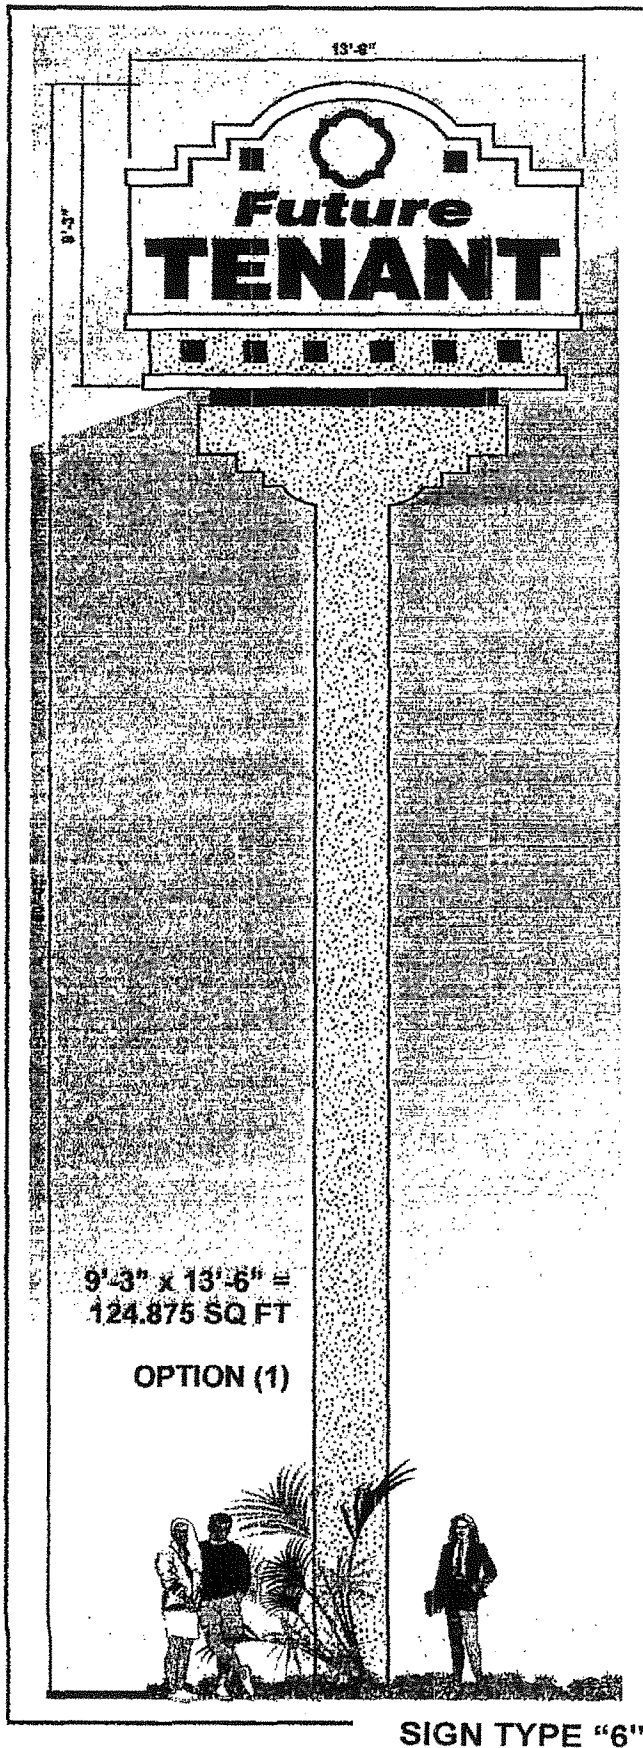 13'-6"
9'-3"
Future
TENANT
9'-3" x 13'-6" =
124.875 SQ FT
OPTION (1)
SIGN TYPE “6”